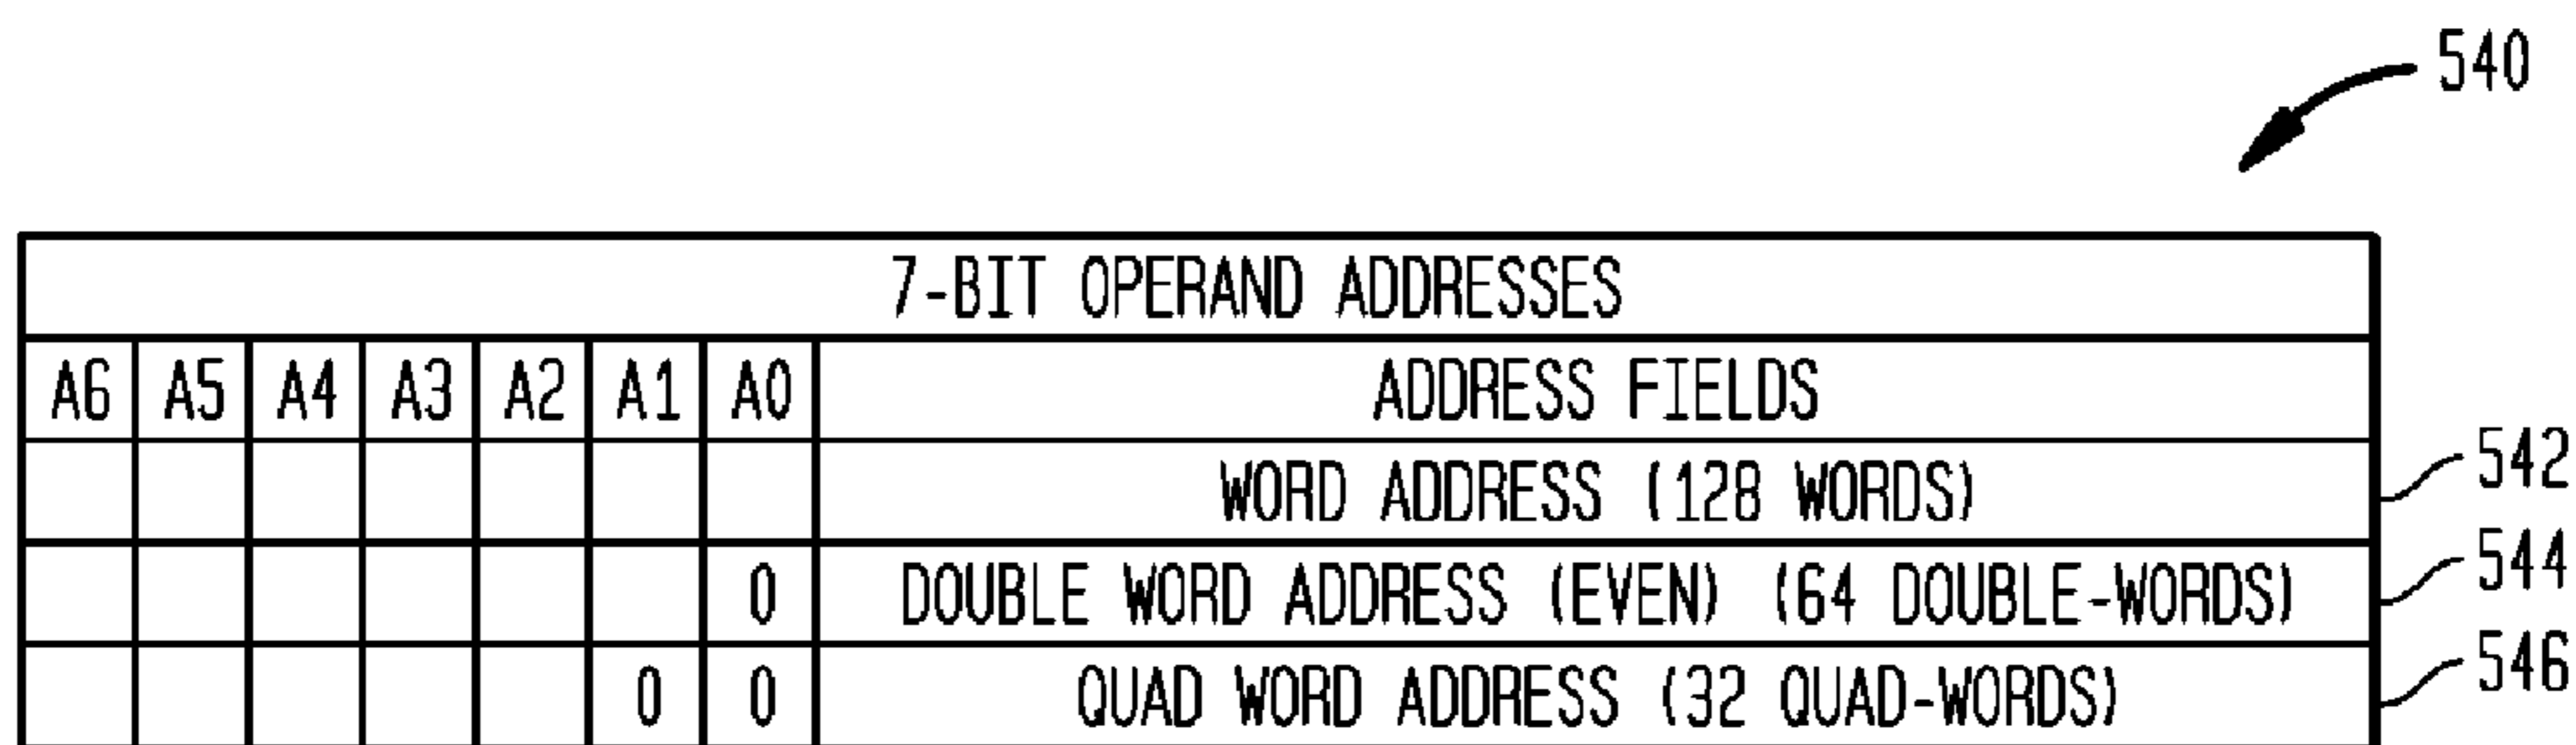 540
7-BIT OPERAND ADDRESSES
A6 A5 A4 A3 A2 A1 A0 ADDRESS FIELDS
WORD ADDRESS (128 WORDS) 542
0 DOUBLE WORD ADDRESS (EVEN) (64 DOUBLE-WORDS) 544
0 0 QUAD WORD ADDRESS (32 QUAD-WORDS) 546